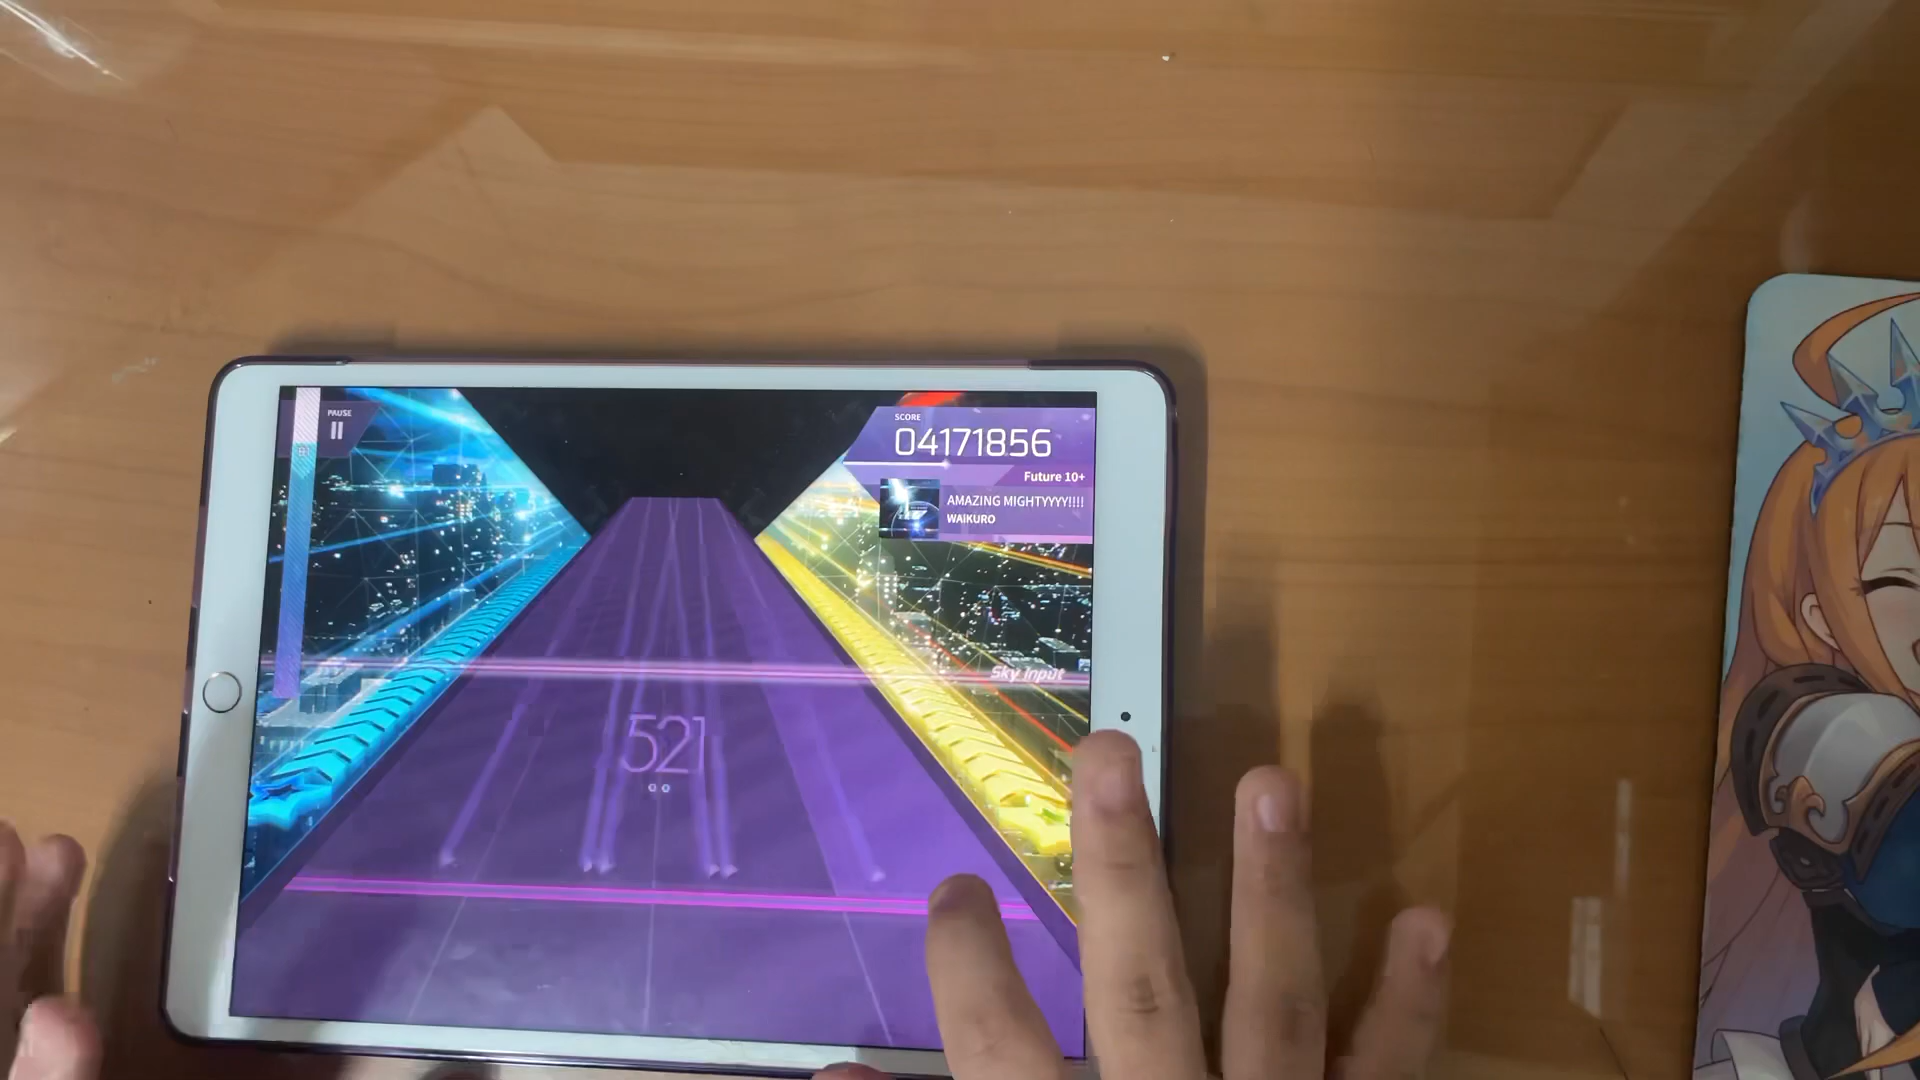 PAUSE
SCORE
04171856
Future 10+
AMAZING MIGHTYYYY!!!!
WAiKURO
Sky Input
521